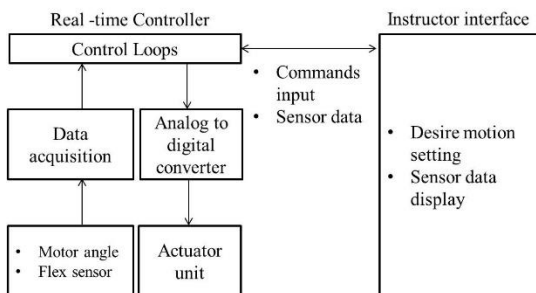 Real -time Controller
Control Loops
Data
acquisition
Analog to
digital
converter
• Motor angle
• Flex sensor
Actuator
unit
• Commands
input
• Sensor data
Instructor interface
• Desire motion
setting
• Sensor data
display